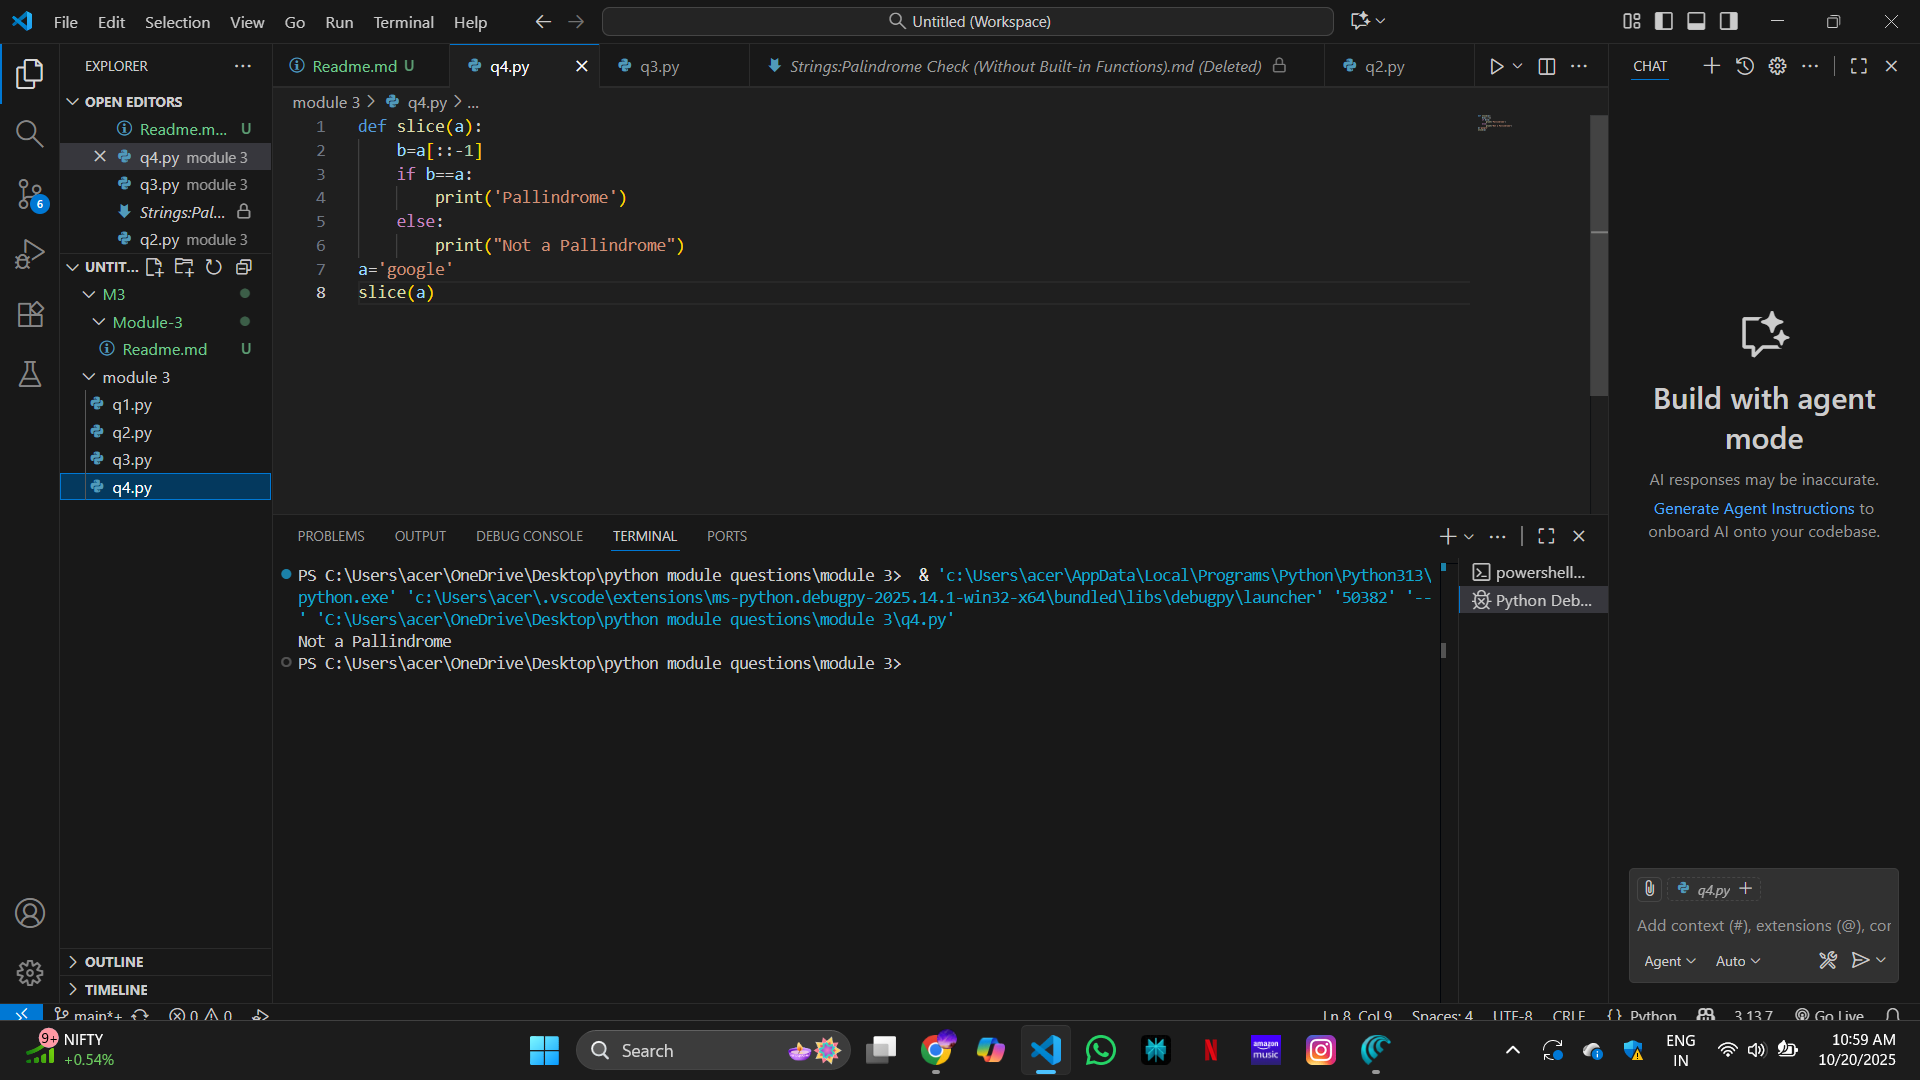 File Edit Selection View Go Run Terminal Help
Untitled (Workspace)
EXPLORER
OPEN EDITORS
Readme.m... U
q4.py module 3
q3.py module 3
Strings:Pal...
q2.py module 3
UNTIT...
M3
Module-3
Readme.md U
module 3
q1.py
q2.py
q3.py
q4.py
OUTLINE
TIMELINE
6
Readme.md U
q4.py
q3.py
Strings:Palindrome Check (Without Built-in Functions).md (Deleted)
q2.py
module 3 > q4.py > ...
1 def slice(a):
2 b=a[::-1]
3 if b==a:
4 print('Pallindrome')
5 else:
6 print("Not a Pallindrome")
7 a='google'
8 slice(a)
PROBLEMS OUTPUT DEBUG CONSOLE TERMINAL PORTS
PS C:\Users\acer\OneDrive\Desktop\python module questions\module 3> & 'c:\Users\acer\AppData\Local\Programs\Python\Python313\
python.exe' 'c:\Users\acer\.vscode\extensions\ms-python.debugpy-2025.14.1-win32-x64\bundled\libs\debugpy\launcher' '50382' '--
' 'C:\Users\acer\OneDrive\Desktop\python module questions\module 3\q4.py'
Not a Pallindrome
PS C:\Users\acer\OneDrive\Desktop\python module questions\module 3>
powershell...
Python Deb...
CHAT
Build with agent
mode
AI responses may be inaccurate.
Generate Agent Instructions to
onboard AI onto your codebase.
q4.py
Add context (#), extensions (@), cor
Agent Auto
main*+ 0 0
Ln 8, Col 9 Spaces: 4 UTF-8 CRLF {} Python 3.13.7 Go Live
9+
NIFTY
+0.54%
Search
amazon
music
ENG
IN
10:59 AM
10/20/2025